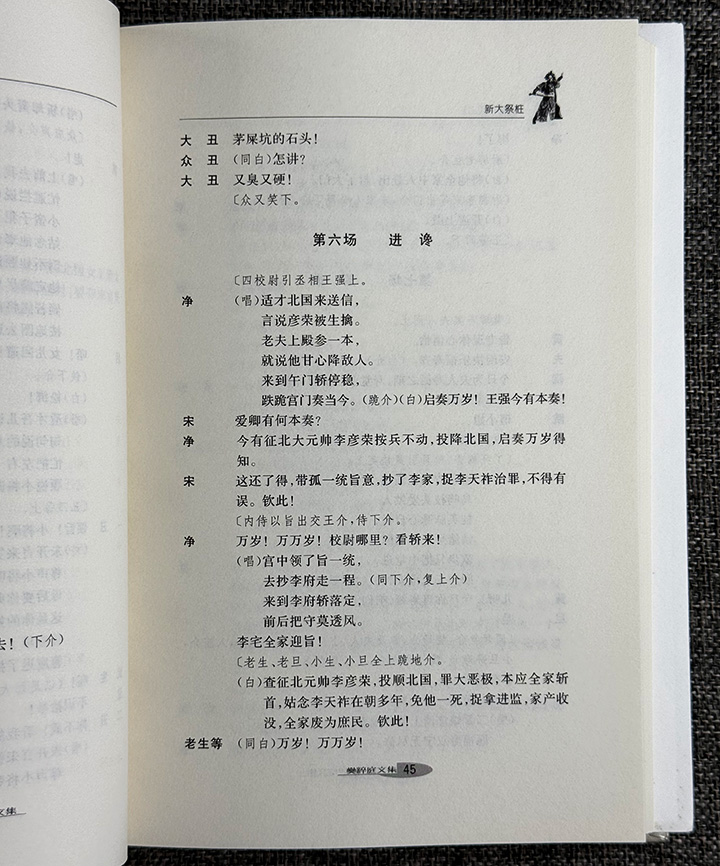 新大祭桩
大　丑　茅屎坑的石头！
众　丑　（同白）怎讲？
大　丑　又臭又硬！
〔众又笑下。
第六场　进　谗
〔四校尉引丞相王强上。
净　（唱）适才北国来送信，
言说彦荣被生擒。
老夫上殿参一本，
就说他甘心降敌人。
来到午门轿停稳，
跌跪宫门奏当今。（跪介）（白）启奏万岁！王强今有本奏！
宋　爱卿有何本奏？
净　今有征北大元帅李彦荣按兵不动，投降北国，启奏万岁得
知。
宋　这还了得，带孤一统旨意，抄了李家，捉李天祚治罪，不得有
误。钦此！
〔内侍以旨出交王介，侍下介。
净　万岁！万万岁！校尉哪里？看轿来！
（唱）宫中领了旨一统，
去抄李府走一程。（同下介，复上介）
来到李府轿落定，
前后把守莫透风。
李宅全家迎旨！
〔老生、老旦、小生、小旦全上跪地介。
（白）查征北元帅李彦荣，投顺北国，罪大恶极，本应全家斩
首，姑念李天祚在朝多年，免他一死，捉拿进监，家产收
没，全家废为庶民。钦此！
老生等　（同白）万岁！万万岁！
樊粹庭文集 45
去！（下介）
文集